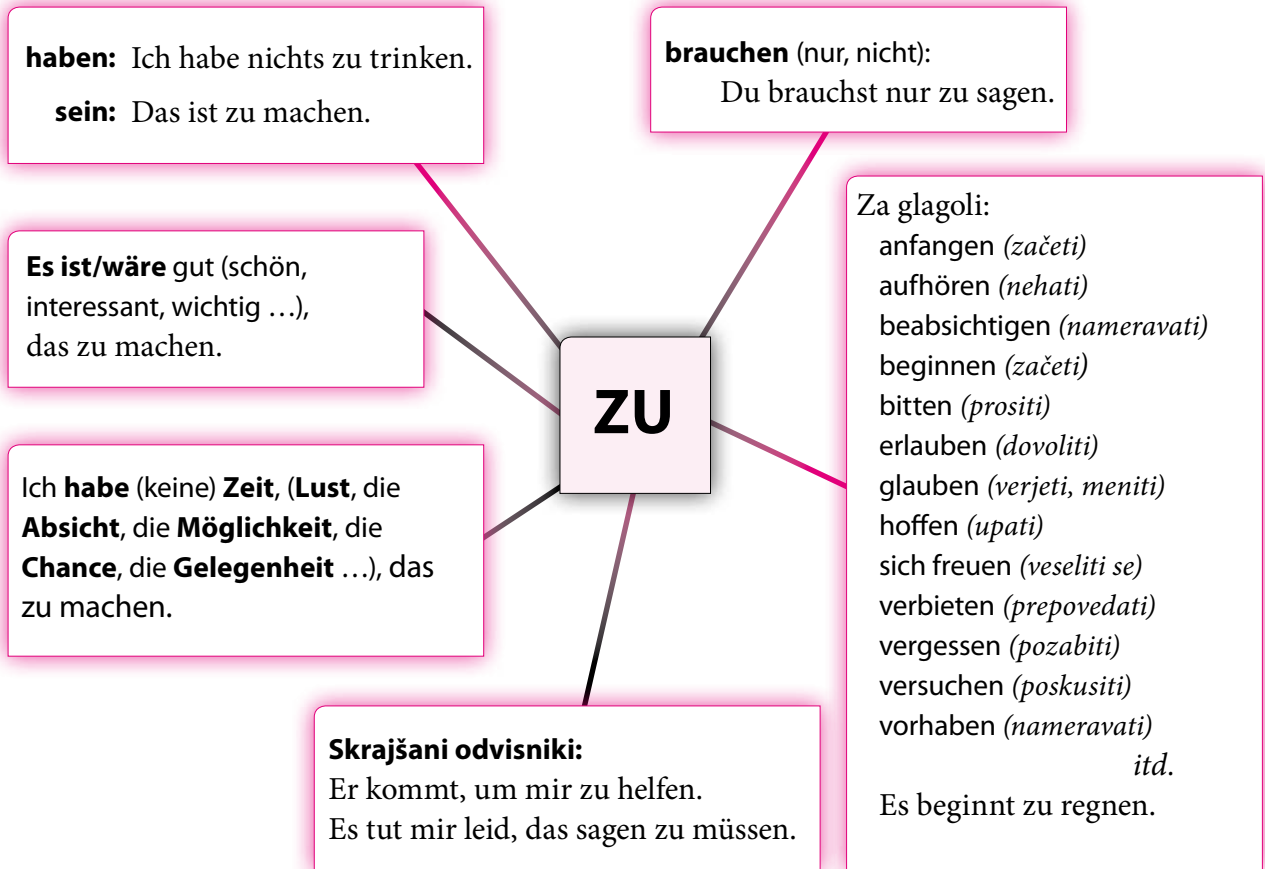 haben: Ich habe nichts zu trinken.
sein: Das ist zu machen.
brauchen (nur, nicht):
Du brauchst nur zu sagen.
Es ist/wäre gut (schön,
interessant, wichtig …),
das zu machen.
Ich habe (keine) Zeit, (Lust, die
Absicht, die Möglichkeit, die
Chance, die Gelegenheit …), das
zu machen.
ZU
Za glagoli:
anfangen (začeti)
aufhören (nehati)
beabsichtigen (nameravati)
beginnen (začeti)
bitten (prositi)
erlauben (dovoliti)
glauben (verjeti, meniti)
hoffen (upati)
sich freuen (veseliti se)
verbieten (prepovedati)
vergessen (pozabiti)
versuchen (poskusiti)
vorhaben (nameravati)
itd.
Es beginnt zu regnen.
Skrajšani odvisniki:
Er kommt, um mir zu helfen.
Es tut mir leid, das sagen zu müssen.